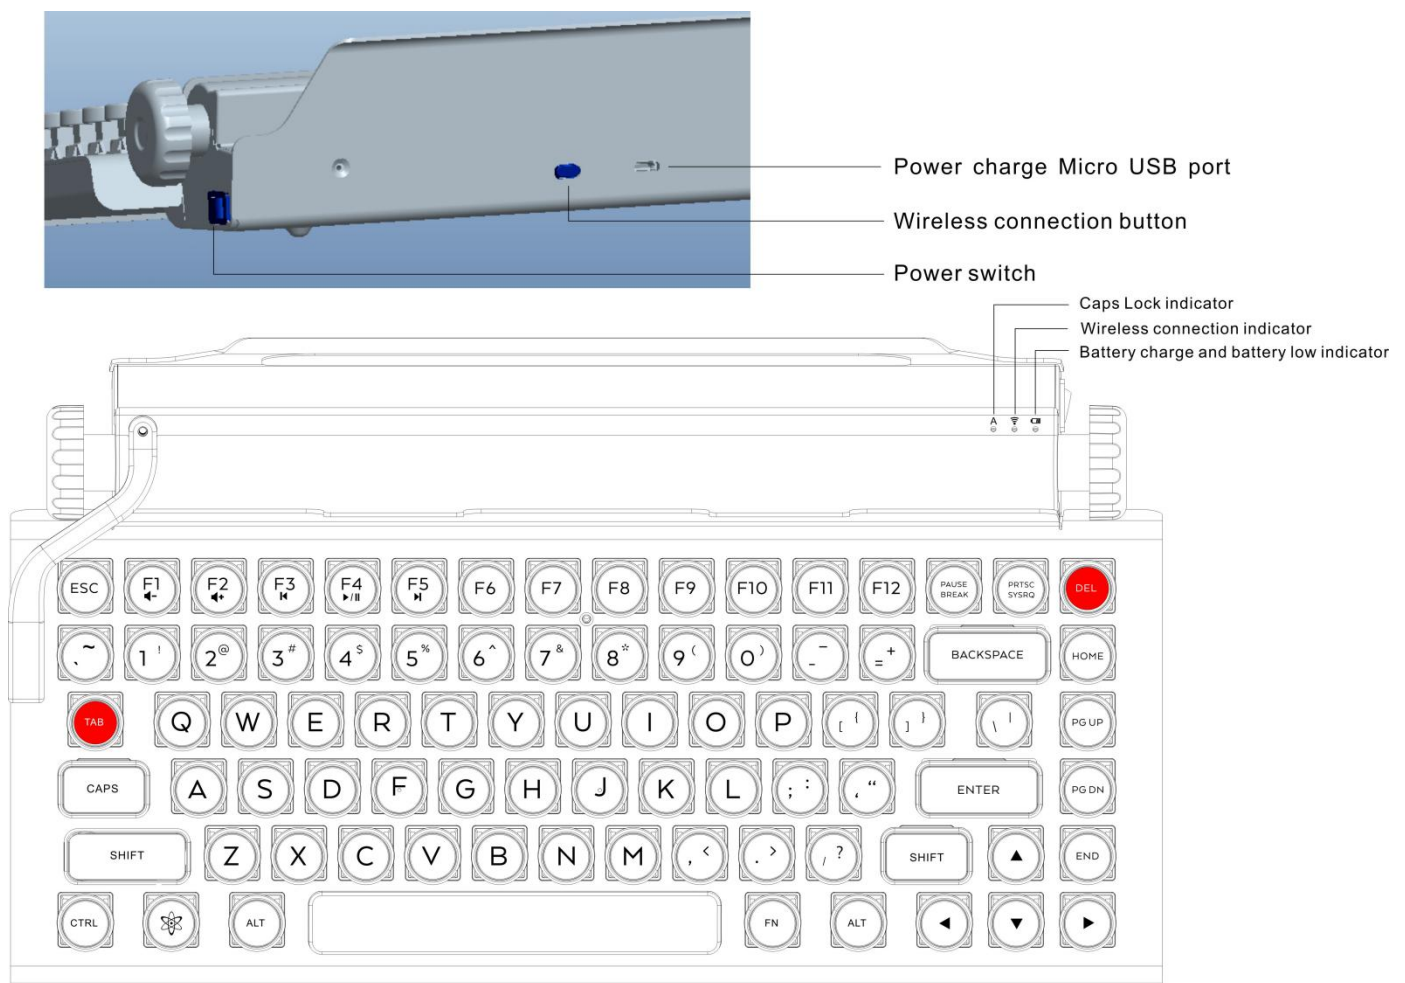 Power charge Micro USB port
Wireless connection button
Power switch
Caps Lock indicator
Wireless connection indicator
Battery charge and battery low indicator
A
ESC F1 F2 F3 F4 F5 F6 F7 F8 F9 F10 F11 F12 PAUSE BREAK PRTSC SYSRQ DEL
` ~ 1 ! 2 @ 3 # 4 $ 5 % 6 ^ 7 & 8 * 9 ( 0 ) - _ = + BACKSPACE HOME
TAB Q W E R T Y U I O P [ { ] } \ | PG UP
CAPS A S D F G H J K L ; : ‘ “ ENTER PG DN
SHIFT Z X C V B N M , < . > / ? SHIFT ▲ END
CTRL ALT FN ALT ◀ ▼ ▶